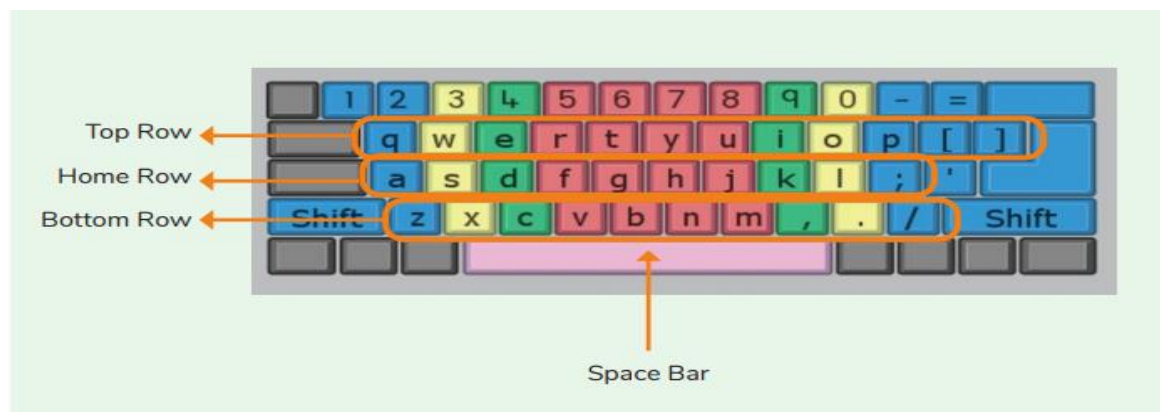 1 2 3 4 5 6 7 8 9 0 - =
Top Row q w e r t y u i o p [ ]
Home Row a s d f g h j k l ; '
Bottom Row Shift z x c v b n m , . / Shift
Space Bar